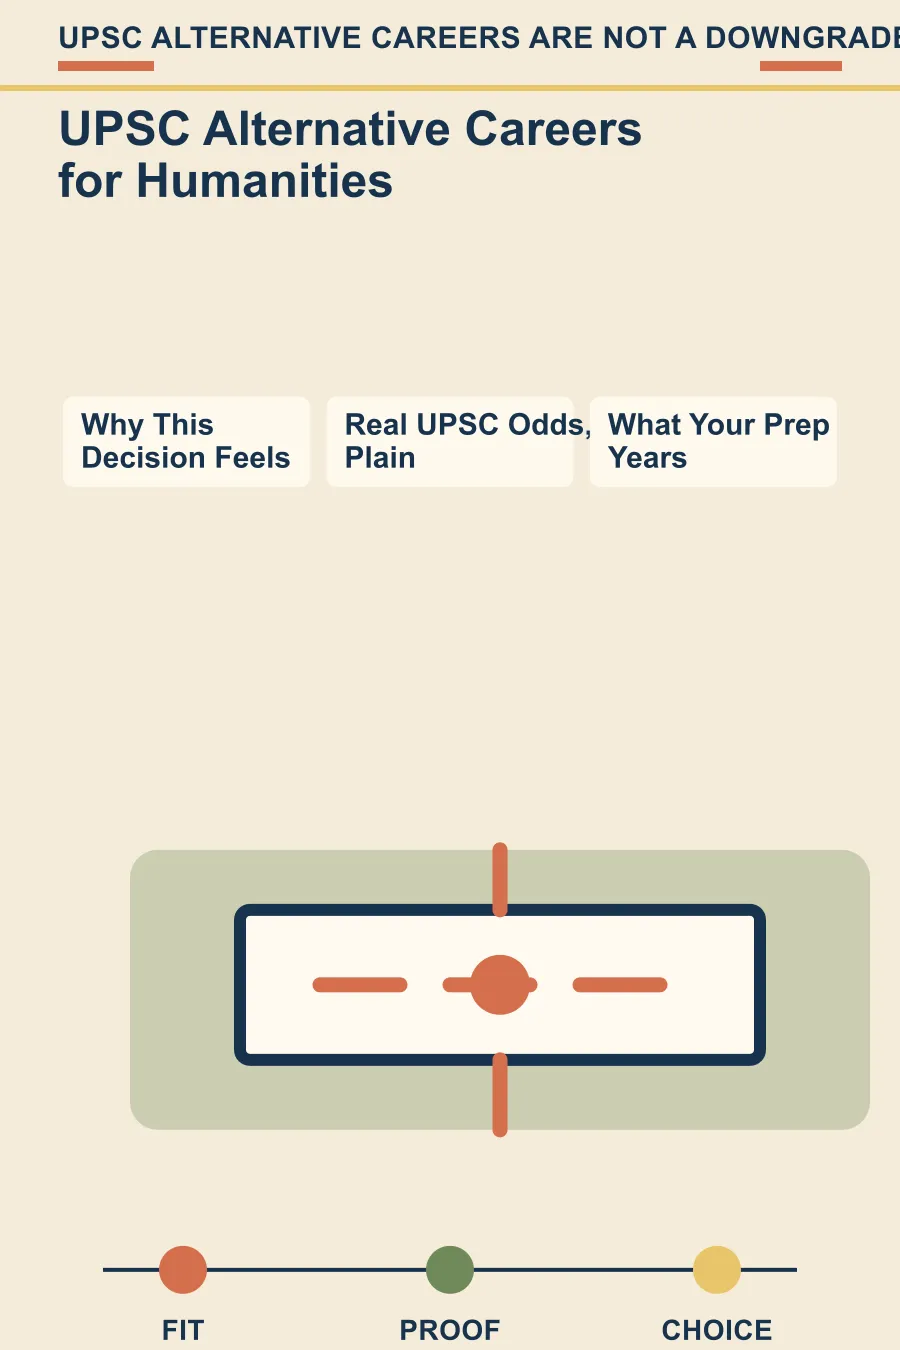 UPSC ALTERNATIVE CAREERS ARE NOT A DOWNGRADE
UPSC Alternative Careers
for Humanities
Why This
Decision Feels
Real UPSC Odds,
Plain
What Your Prep
Years
FIT
PROOF
CHOICE